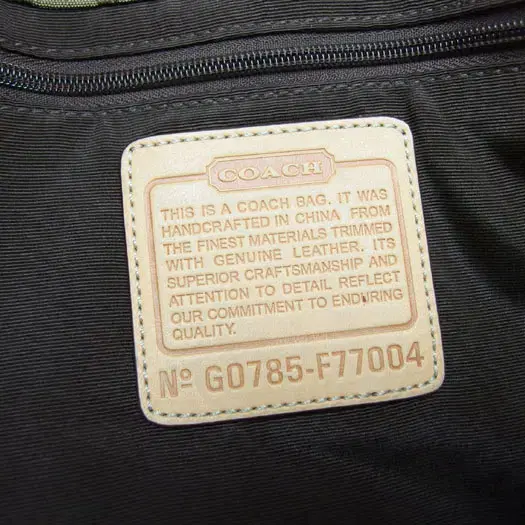 COACH
THIS IS A COACH BAG. IT WAS
HANDCRAFTED IN CHINA FROM
THE FINEST MATERIALS TRIMMED
WITH GENUINE LEATHER. ITS
SUPERIOR CRAFTSMANSHIP AND
ATTENTION TO DETAIL REFLECT
OUR COMMITMENT TO ENDURING
QUALITY.
Nº G0785-F77004